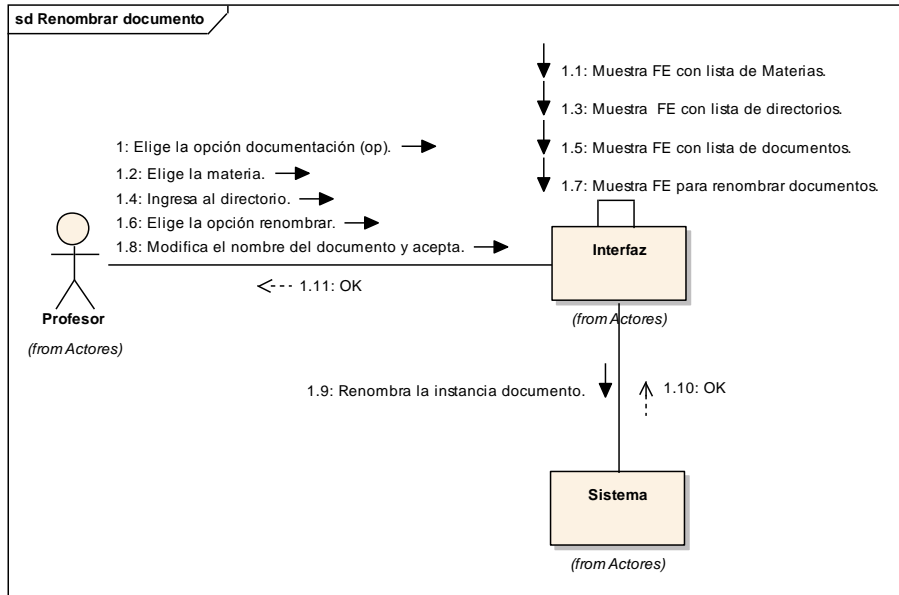 sd Renombrar documento
1.1: Muestra FE con lista de Materias.
1.3: Muestra FE con lista de directorios.
1: Elige la opción documentación (op).
1.5: Muestra FE con lista de documentos.
1.2: Elige la materia.
1.7: Muestra FE para renombrar documentos.
1.4: Ingresa al directorio.
1.6: Elige la opción renombrar.
1.8: Modifica el nombre del documento y acepta.
Interfaz
1.11: OK
Profesor
(from Actores)
(from Actores)
1.9: Renombra la instancia documento.
1.10: OK
Sistema
(from Actores)